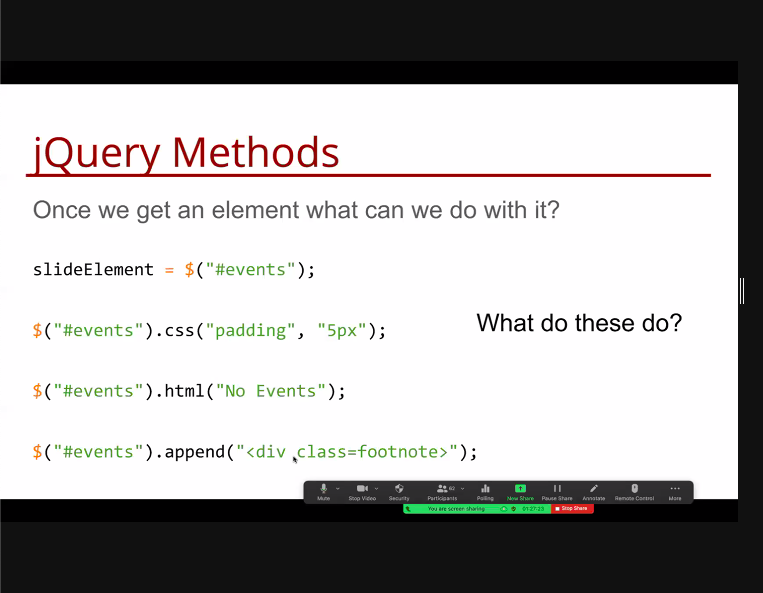 jQuery Methods
Once we get an element what can we do with it?
slideElement = $("#events");
What do these do?
$("#events").css("padding", "5px");
$("#events").html("No Events");
$("#events").append("<div class=footnote>");
Mute Stop Video Security Participants 62 Polling New Share Pause Share Annotate Remote Control More
You are screen sharing 01:27:23 Stop Share